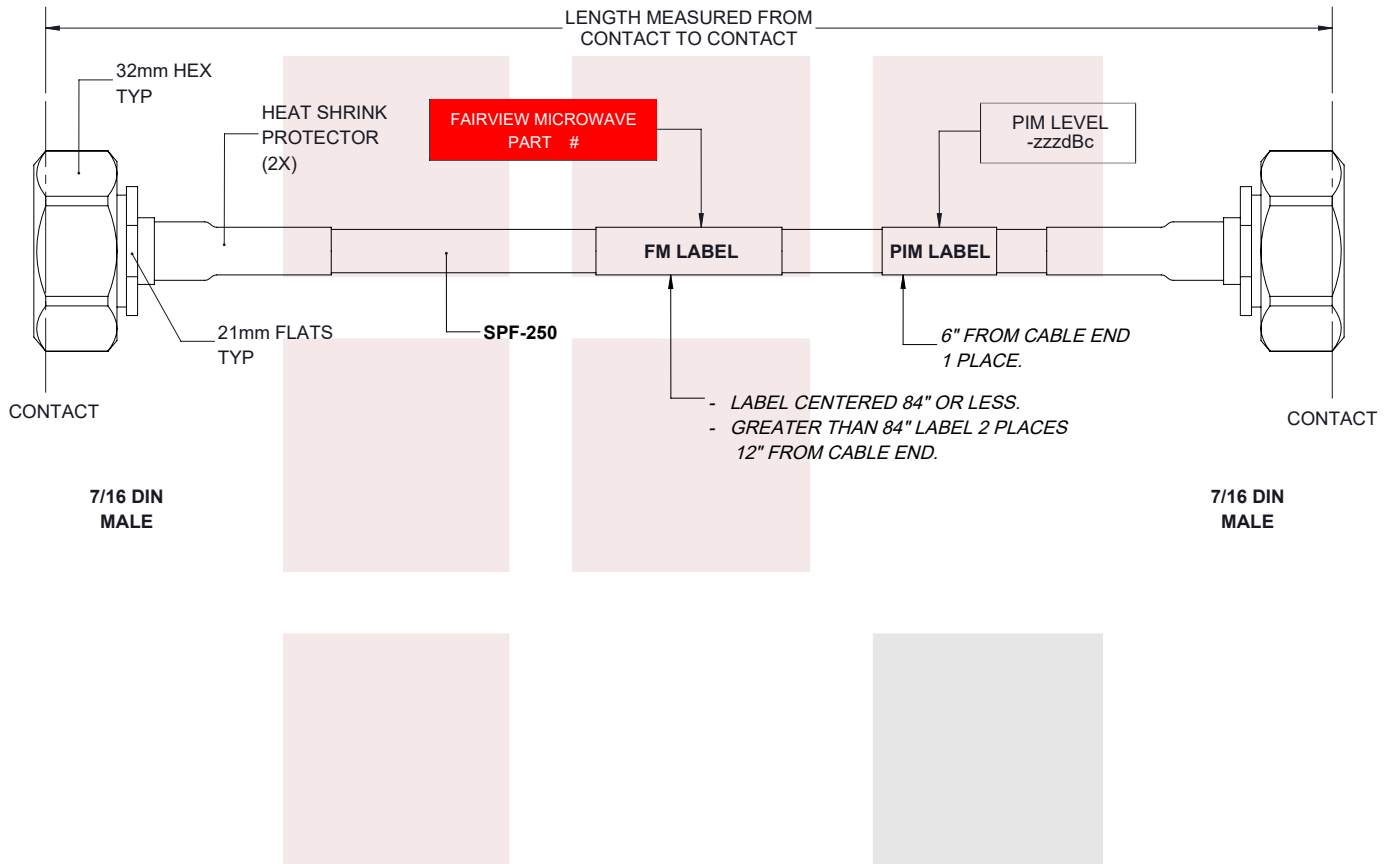 LENGTH MEASURED FROM
CONTACT TO CONTACT
32mm HEX
TYP
HEAT SHRINK
PROTECTOR
(2X)
FAIRVIEW MICROWAVE
PART #
PIM LEVEL
-zzzdBc
FM LABEL
PIM LABEL
21mm FLATS
TYP
SPF-250
6" FROM CABLE END
1 PLACE.
CONTACT
- LABEL CENTERED 84" OR LESS.
- GREATER THAN 84" LABEL 2 PLACES
12" FROM CABLE END.
CONTACT
7/16 DIN
MALE
7/16 DIN
MALE